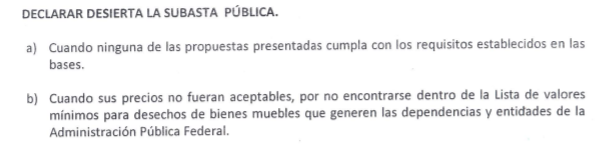 DECLARAR DESIERTA LA SUBASTA PÚBLICA.
a) Cuando ninguna de las propuestas presentadas cumpla con los requisitos establecidos en las
bases.
b) Cuando sus precios no fueran aceptables, por no encontrarse dentro de la Lista de valores
mínimos para desechos de bienes muebles que generen las dependencias y entidades de la
Administración Pública Federal.